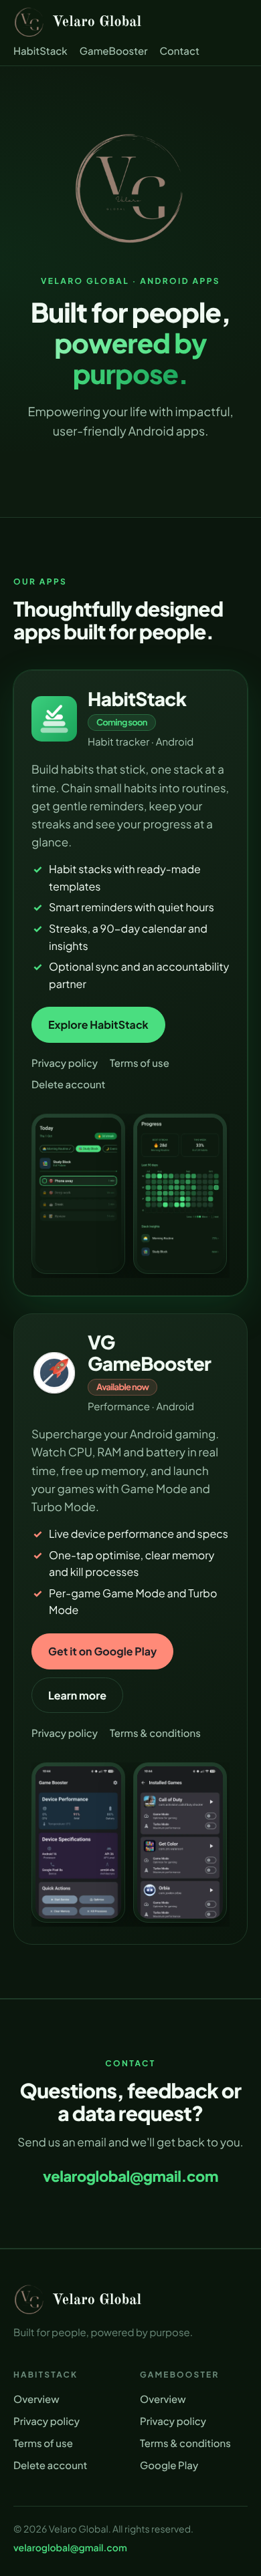 Velaro Global
HabitStack GameBooster Contact
VG
VELARO GLOBAL · ANDROID APPS
Built for people,
powered by
purpose.
Empowering your life with impactful,
user-friendly Android apps.
OUR APPS
Thoughtfully designed
apps built for people.
HabitStack
Coming soon
Habit tracker · Android
Build habits that stick, one stack at a
time. Chain small habits into routines,
get gentle reminders, keep your
streaks and see your progress at a
glance.
Habit stacks with ready-made
templates
Smart reminders with quiet hours
Streaks, a 90-day calendar and
insights
Optional sync and an accountability
partner
Explore HabitStack
Privacy policy Terms of use
Delete account
Today
Study Block
Progress
VG
GameBooster
Available now
Performance · Android
Supercharge your Android gaming.
Watch CPU, RAM and battery in real
time, free up memory, and launch
your games with Game Mode and
Turbo Mode.
Live device performance and specs
One-tap optimise, clear memory
and kill processes
Per-game Game Mode and Turbo
Mode
Get it on Google Play
Learn more
Privacy policy Terms & conditions
Game Booster
Device Performance
Device Specifications
Quick Actions
Installed Games
Call of Duty
Get Color
Orbia
Contact
CONTACT
Questions, feedback or
a data request?
Send us an email and we'll get back to you.
velaroglobal@gmail.com
Velaro Global
Built for people, powered by purpose.
HABITSTACK
Overview
Privacy policy
Terms of use
Delete account
GAMEBOOSTER
Overview
Privacy policy
Terms & conditions
Google Play
© 2026 Velaro Global. All rights reserved.
velaroglobal@gmail.com